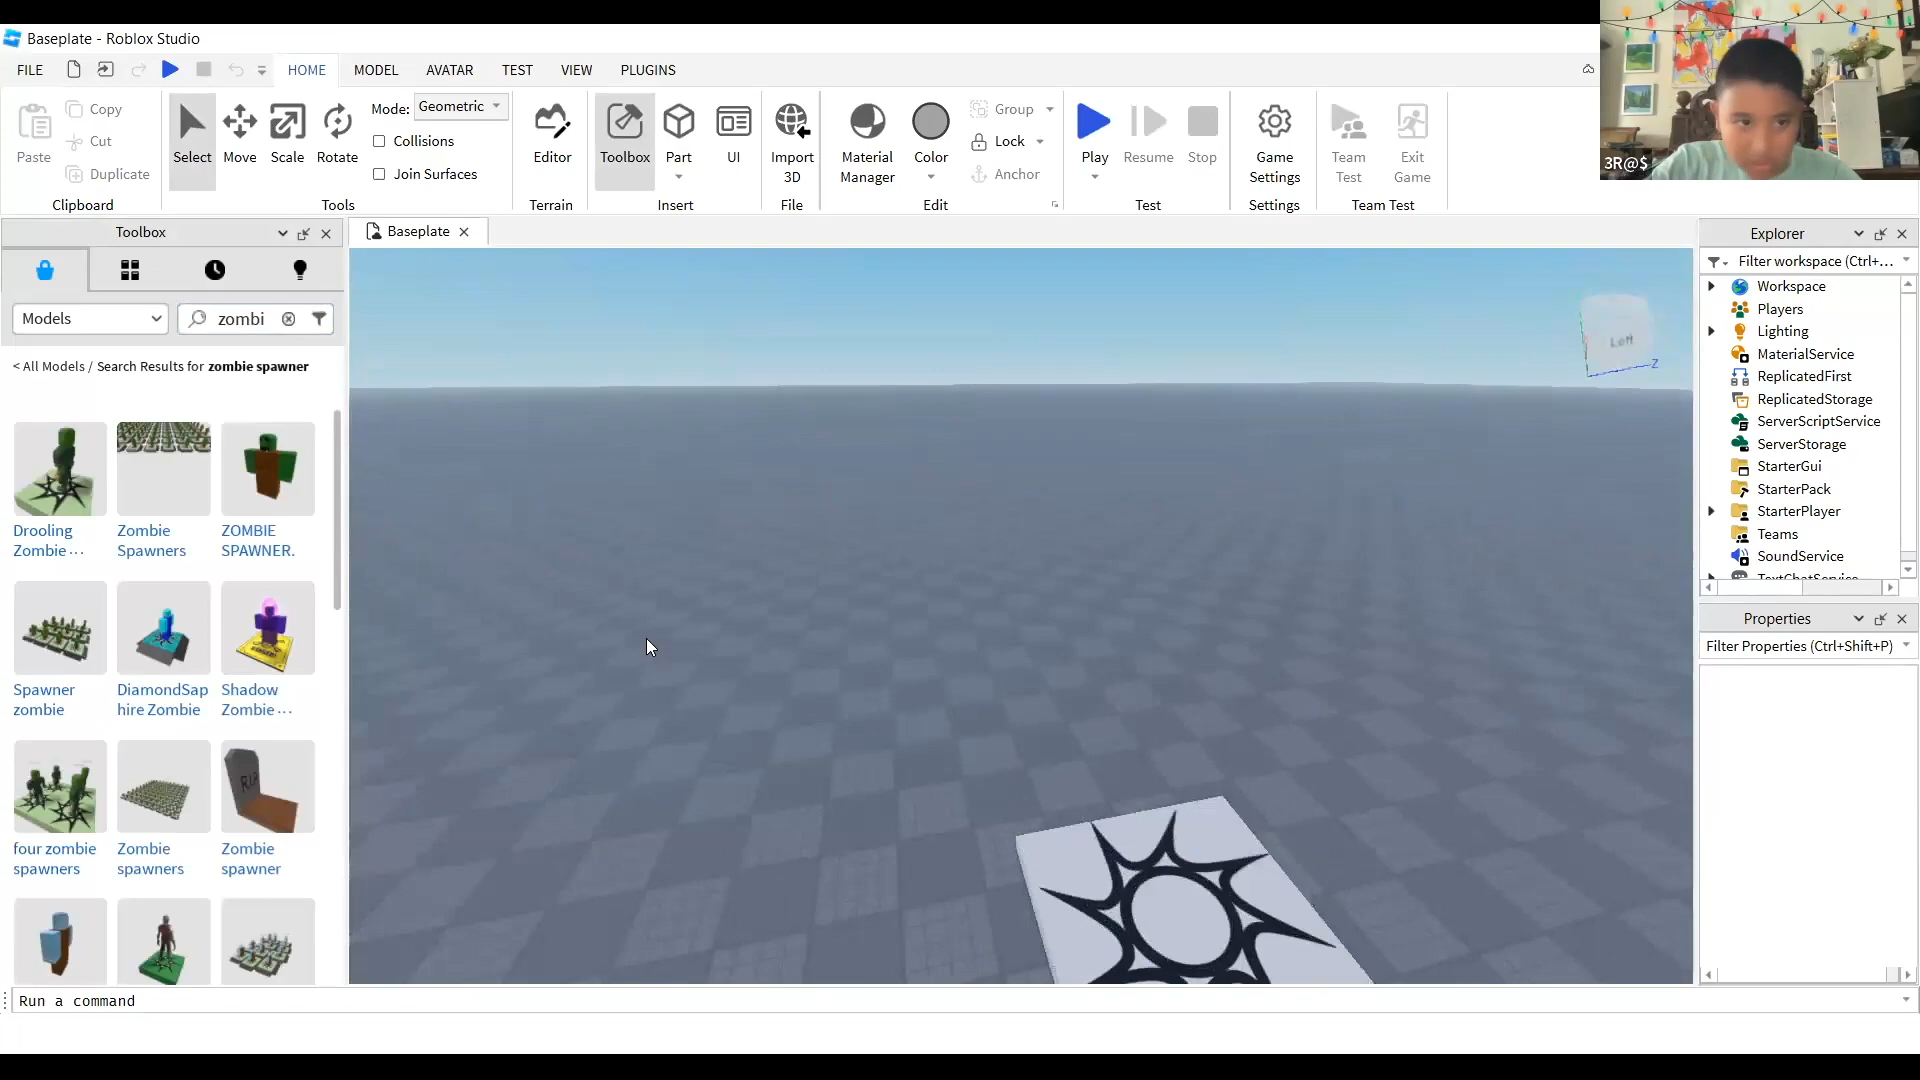 Baseplate - Roblox Studio
FILE
HOME
MODEL
AVATAR
TEST
VIEW
PLUGINS
Paste
Copy
Cut
Duplicate
Clipboard
Select
Move
Scale
Rotate
Mode:
Geometric
Collisions
Join Surfaces
Tools
Editor
Terrain
Toolbox
Part
UI
Insert
Import
3D
File
Material
Manager
Color
Group
Lock
Anchor
Edit
Play
Resume
Stop
Test
Game
Settings
Settings
Team
Test
Exit
Game
Team Test
3R@$
Toolbox
Models
zombi
< All Models / Search Results for zombie spawner
Drooling
Zombie ...
Zombie
Spawners
ZOMBIE
SPAWNER.
Spawner
zombie
DiamondSap
hire Zombie
Shadow
Zombie ...
RIP
four zombie
spawners
Zombie
spawners
Zombie
spawner
Baseplate
Left
Z
Explorer
Filter workspace (Ctrl+...
Workspace
Players
Lighting
MaterialService
ReplicatedFirst
ReplicatedStorage
ServerScriptService
ServerStorage
StarterGui
StarterPack
StarterPlayer
Teams
SoundService
TextChatService
Properties
Filter Properties (Ctrl+Shift+P)
Run a command